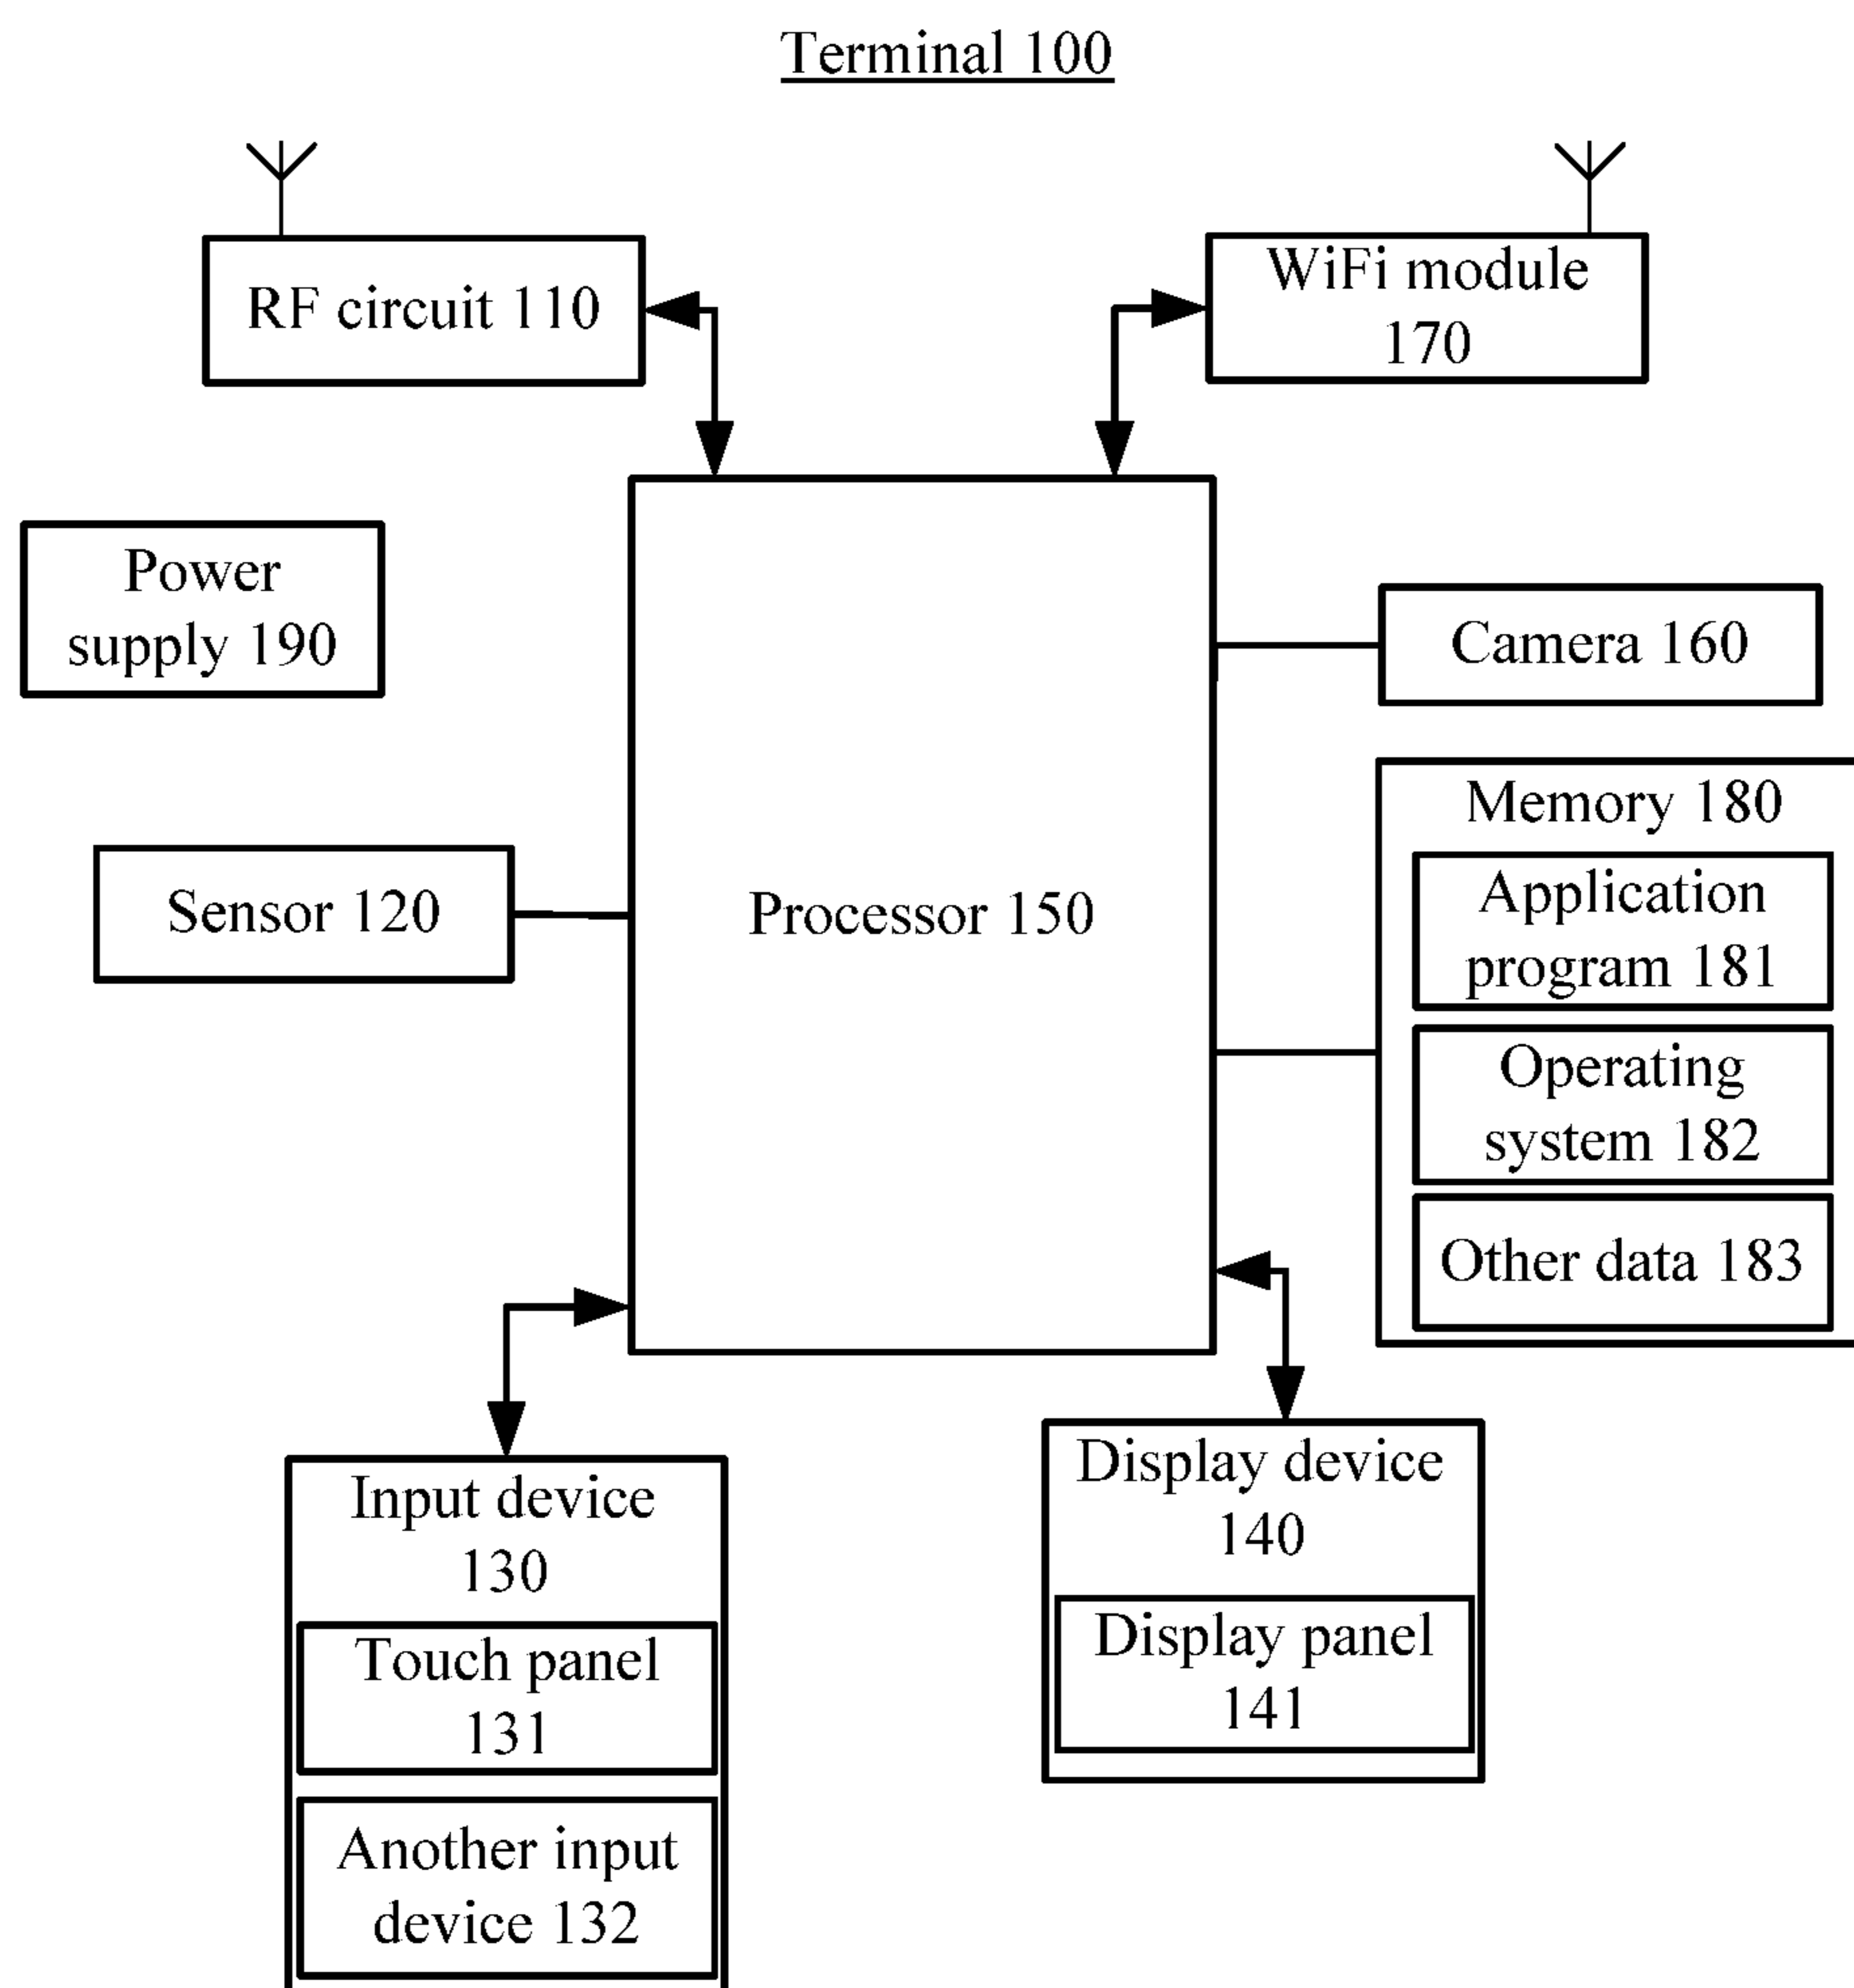 Terminal 100
RF circuit 110
WiFi module
170
Power
supply 190
Camera 160
Sensor 120
Processor 150
Memory 180
Application
program 181
Operating
system 182
Other data 183
Input device
130
Touch panel
131
Another input
device 132
Display device
140
Display panel
141